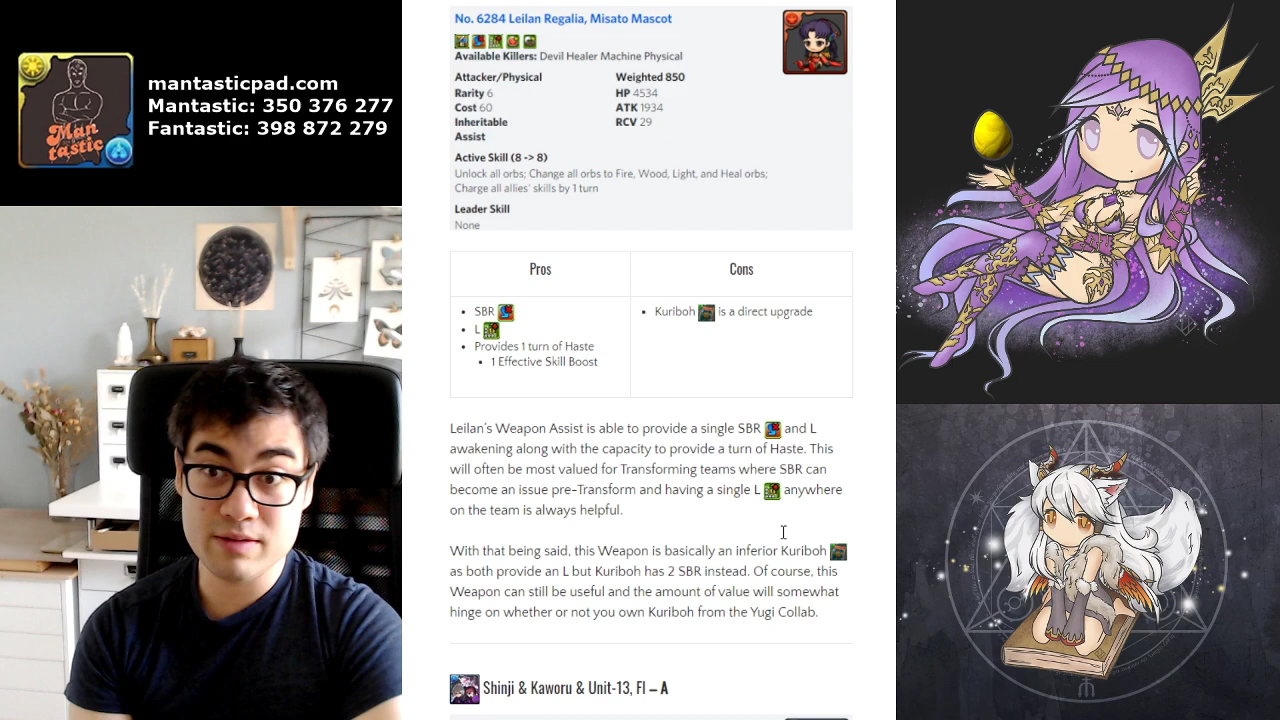 mantasticpad.com
Mantastic: 350 376 277
Fantastic: 398 872 279
Man
tastic
No. 6284 Leilan Regalia, Misato Mascot
Available Killers: Devil Healer Machine Physical
Attacker/Physical Weighted 850
Rarity 6 HP 4534
Cost 60 ATK 1934
Inheritable RCV 29
Assist
Active Skill (8 -> 8)
Unlock all orbs; Change all orbs to Fire, Wood, Light, and Heal orbs;
Charge all allies' skills by 1 turn
Leader Skill
None
Pros Cons
• SBR • Kuriboh is a direct upgrade
• L
• Provides 1 turn of Haste
• 1 Effective Skill Boost
Leilan's Weapon Assist is able to provide a single SBR and L
awakening along with the capacity to provide a turn of Haste. This
will often be most valued for Transforming teams where SBR can
become an issue pre-Transform and having a single L anywhere
on the team is always helpful.
With that being said, this Weapon is basically an inferior Kuriboh
as both provide an L but Kuriboh has 2 SBR instead. Of course, this
Weapon can still be useful and the amount of value will somewhat
hinge on whether or not you own Kuriboh from the Yugi Collab.
Shinji & Kaworu & Unit-13, FI – A